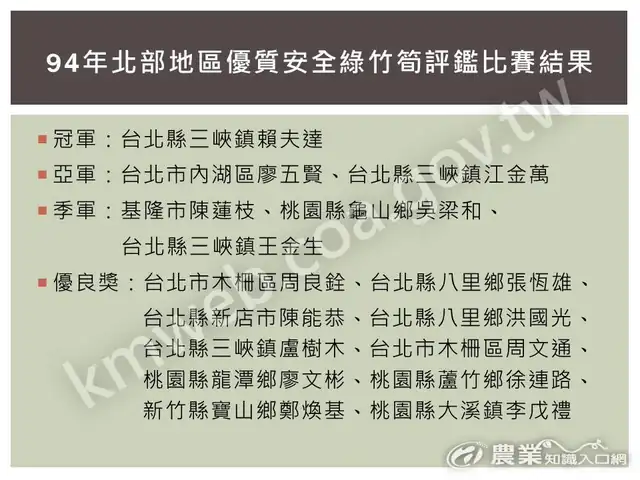 94年北部地區優質安全綠竹筍評鑑比賽結果
冠軍：台北縣三峽鎮賴夫達
亞軍：台北市內湖區廖五賢、台北縣三峽鎮江金萬
季軍：基隆市陳蓮枝、桃園縣龜山鄉吳梁和、
台北縣三峽鎮王金生
優良獎：台北市木柵區周良銓、台北縣八里鄉張恆雄、
台北縣新店市陳能恭、台北縣八里鄉洪國光、
台北縣三峽鎮盧樹木、台北市木柵區周文通、
桃園縣龍潭鄉廖文彬、桃園縣蘆竹鄉徐連路、
新竹縣寶山鄉鄭煥基、桃園縣大溪鎮李戊禮
kmweb.coa.gov.tw
農業知識入口網